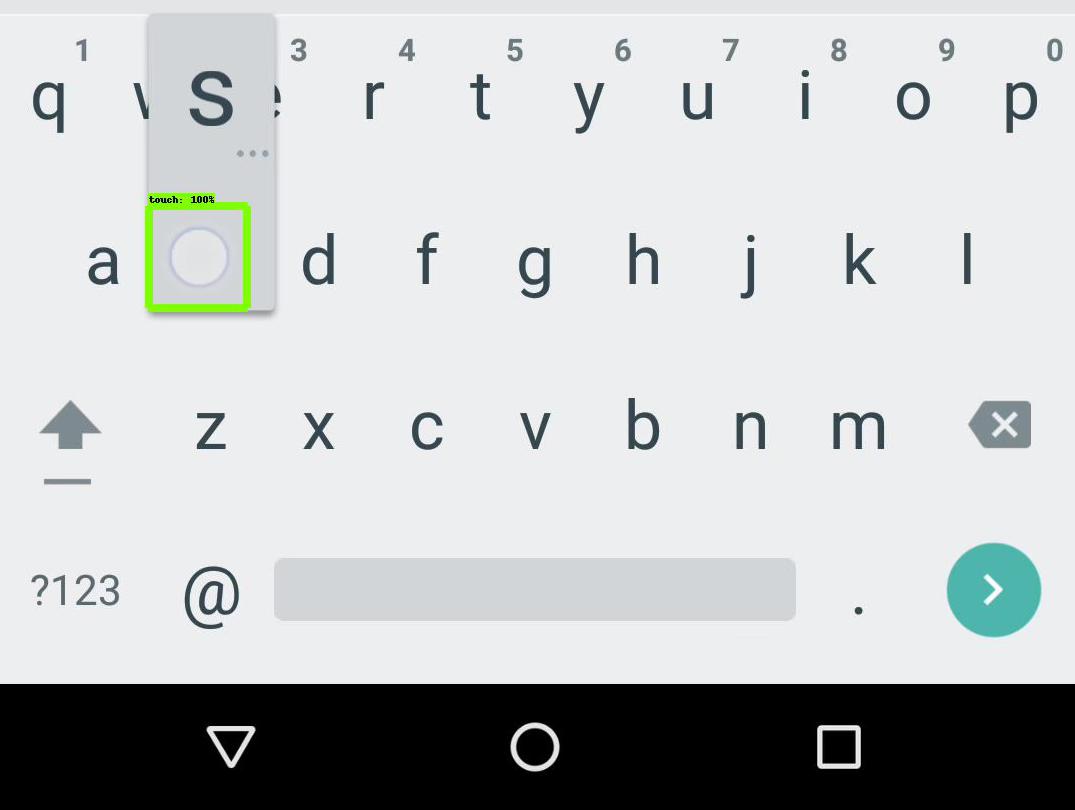 1 3 4 5 6 7 8 9 0
q w S e r t y u i o p
...
touch: 100%
a d f g h j k l
z x c v b n m
?123 @ .